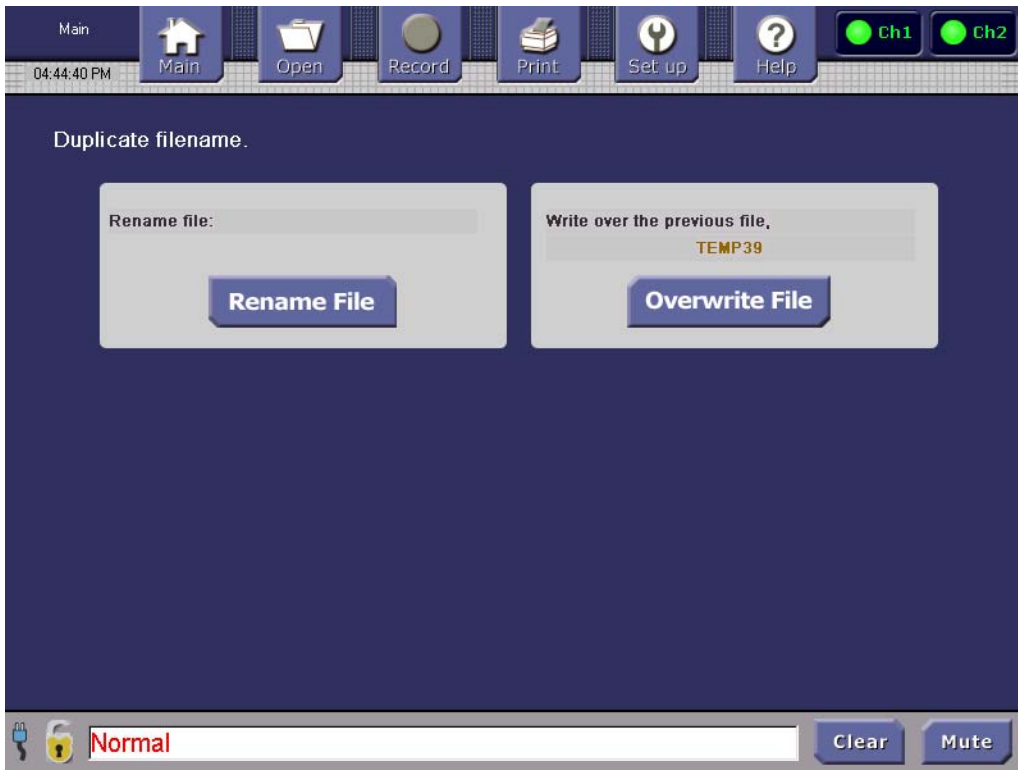 Main
04:44:40 PM
Main
Open
Record
Print
Set up
Help
Ch1
Ch2
Duplicate filename.
Rename file:
Rename File
Write over the previous file,
TEMP39
Overwrite File
Normal
Clear
Mute